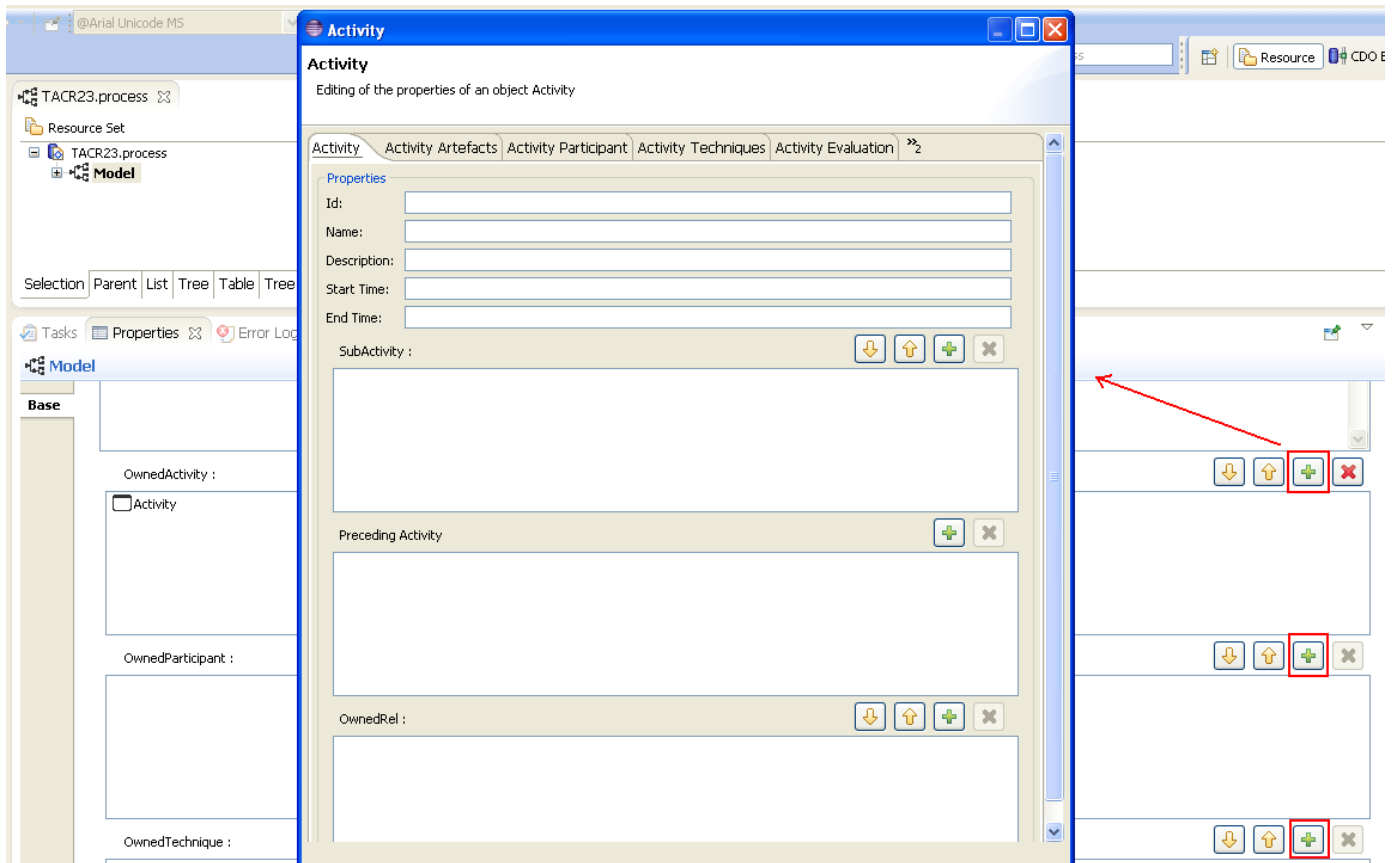 @Arial Unicode MS
Activity
ss
Resource
CDO E
Activity
Editing of the properties of an object Activity
TACR23.process
Resource Set
TACR23.process
Model
Activity Activity Artefacts Activity Participant Activity Techniques Activity Evaluation »2
Properties
Id:
Name:
Description:
Start Time:
End Time:
Selection Parent List Tree Table Tree
Tasks Properties Error Log
SubActivity :
Model
Base
OwnedActivity :
Activity
Preceding Activity
OwnedParticipant :
OwnedRel :
OwnedTechnique :